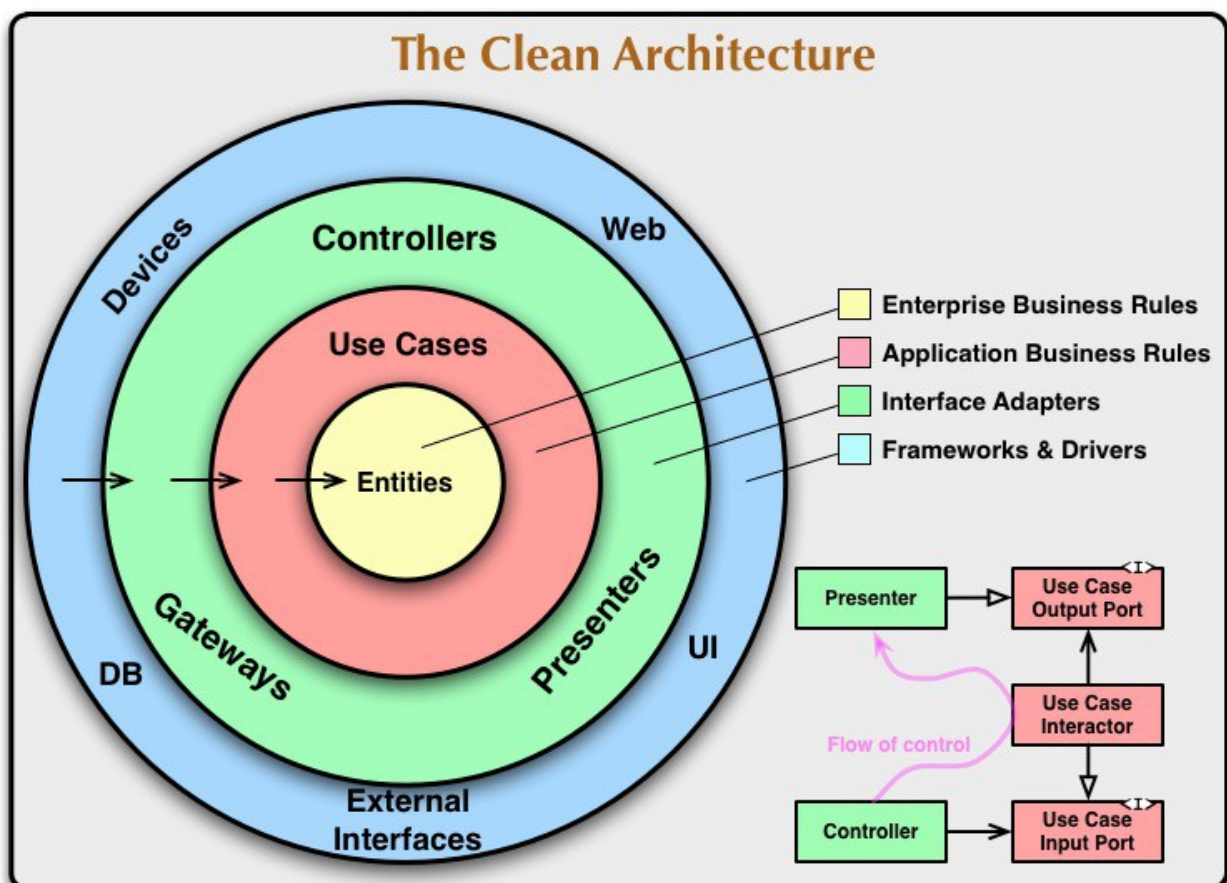 The Clean Architecture
Devices
Controllers
Web
Use Cases
Entities
Gateways
Presenters
DB
UI
External
Interfaces
Enterprise Business Rules
Application Business Rules
Interface Adapters
Frameworks & Drivers
Presenter
<I>
Use Case
Output Port
Use Case
Interactor
Flow of control
Controller
<I>
Use Case
Input Port